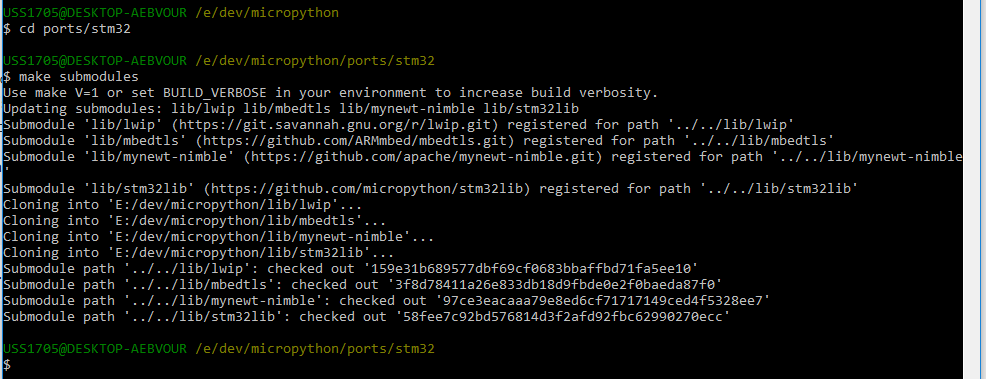 USS1705@DESKTOP-AEBVOUR /e/dev/micropython
$ cd ports/stm32
USS1705@DESKTOP-AEBVOUR /e/dev/micropython/ports/stm32
$ make submodules
Use make V=1 or set BUILD_VERBOSE in your environment to increase build verbosity.
Updating submodules: lib/lwip lib/mbedtls lib/mynewt-nimble lib/stm32lib
Submodule 'lib/lwip' (https://git.savannah.gnu.org/r/lwip.git) registered for path '../../lib/lwip'
Submodule 'lib/mbedtls' (https://github.com/ARMmbed/mbedtls.git) registered for path '../../lib/mbedtls'
Submodule 'lib/mynewt-nimble' (https://github.com/apache/mynewt-nimble.git) registered for path '../../lib/mynewt-nimble
'
Submodule 'lib/stm32lib' (https://github.com/micropython/stm32lib) registered for path '../../lib/stm32lib'
Cloning into 'E:/dev/micropython/lib/lwip'...
Cloning into 'E:/dev/micropython/lib/mbedtls'...
Cloning into 'E:/dev/micropython/lib/mynewt-nimble'...
Cloning into 'E:/dev/micropython/lib/stm32lib'...
Submodule path '../../lib/lwip': checked out '159e31b689577dbf69cf0683bbaffbd71fa5ee10'
Submodule path '../../lib/mbedtls': checked out '3f8d78411a26e833db18d9fbde0e2f0baeda87f0'
Submodule path '../../lib/mynewt-nimble': checked out '97ce3eacaaa79e8ed6cf71717149ced4f5328ee7'
Submodule path '../../lib/stm32lib': checked out '58fee7c92bd576814d3f2afd92fbc62990270ecc'
USS1705@DESKTOP-AEBVOUR /e/dev/micropython/ports/stm32
$